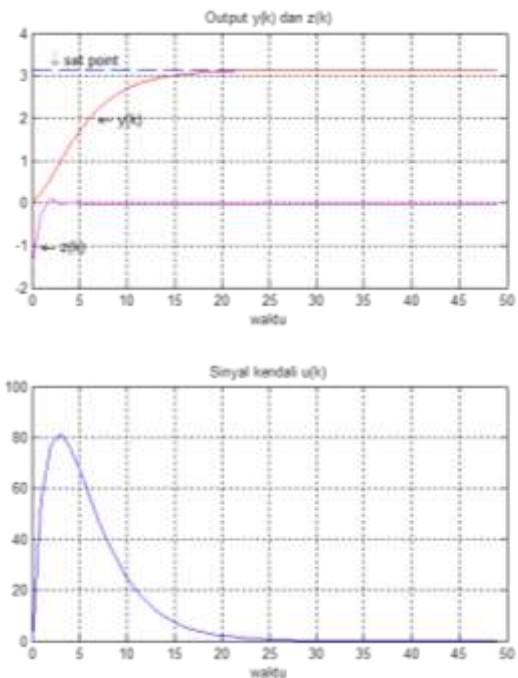 Output y(k) dan z(k)
4
↓ sat point
3
2
← y(k)
1
0
-1
← z(k)
-2
0 5 10 15 20 25 30 35 40 45 50
waktu
Sinyal kendali u(k)
100
80
60
40
20
0
0 5 10 15 20 25 30 35 40 45 50
waktu